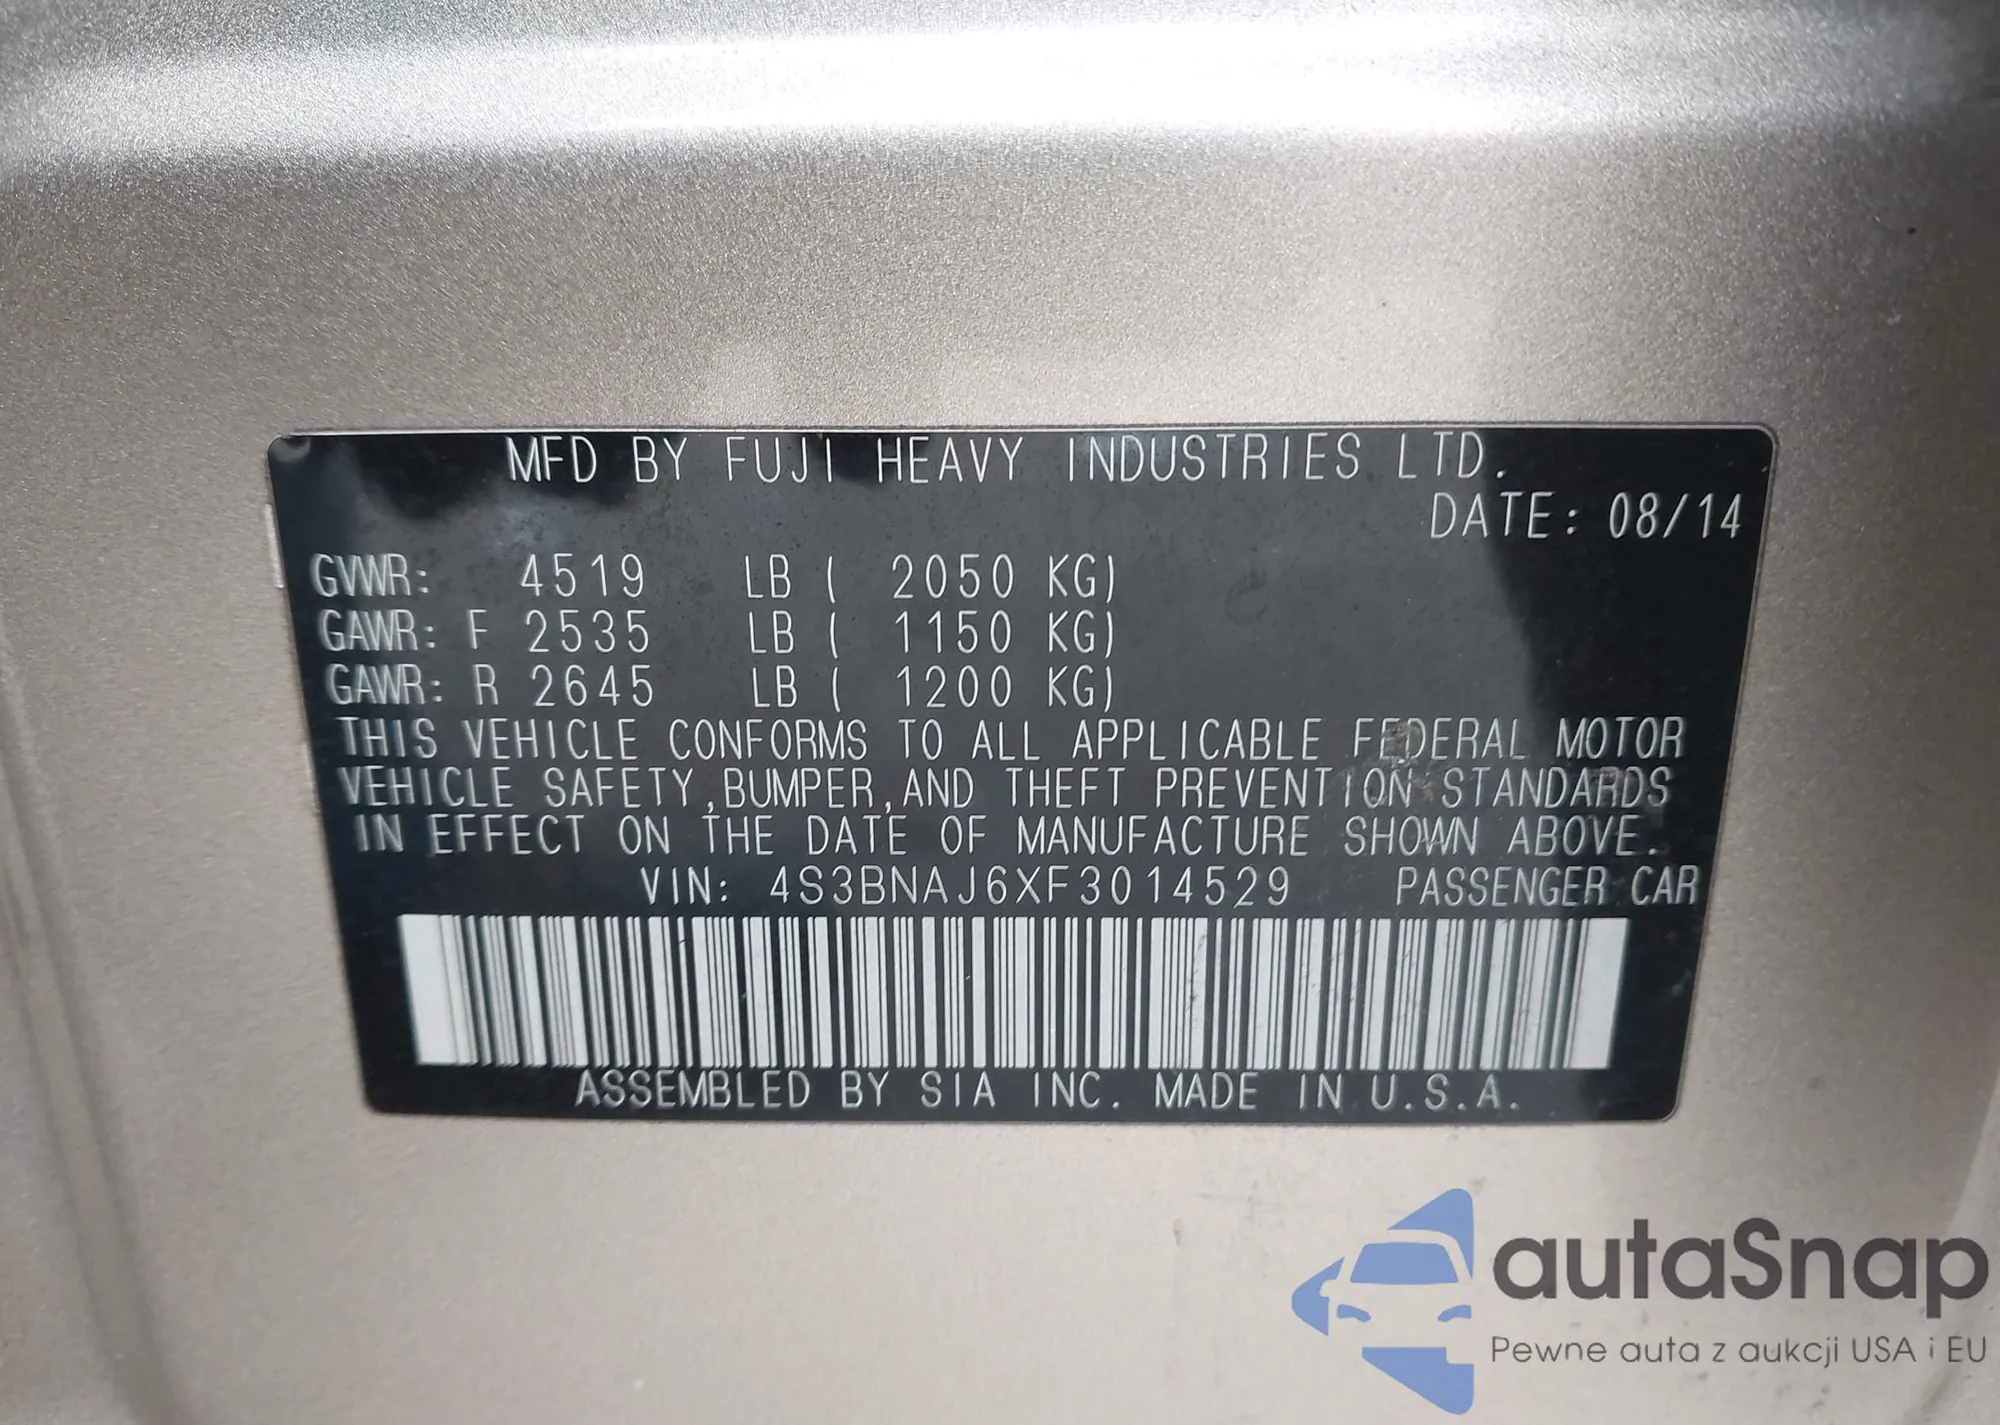 MFD BY FUJI HEAVY INDUSTRIES LTD.
DATE: 08/14
GVWR: 4519 LB ( 2050 KG)
GAWR: F 2535 LB ( 1150 KG)
GAWR: R 2645 LB ( 1200 KG)
THIS VEHICLE CONFORMS TO ALL APPLICABLE FEDERAL MOTOR
VEHICLE SAFETY,BUMPER,AND THEFT PREVENTION STANDARDS
IN EFFECT ON THE DATE OF MANUFACTURE SHOWN ABOVE.
VIN: 4S3BNAJ6XF3014529 PASSENGER CAR
ASSEMBLED BY SIA INC. MADE IN U.S.A.
autaSnap
Pewne auta z aukcji USA i EU